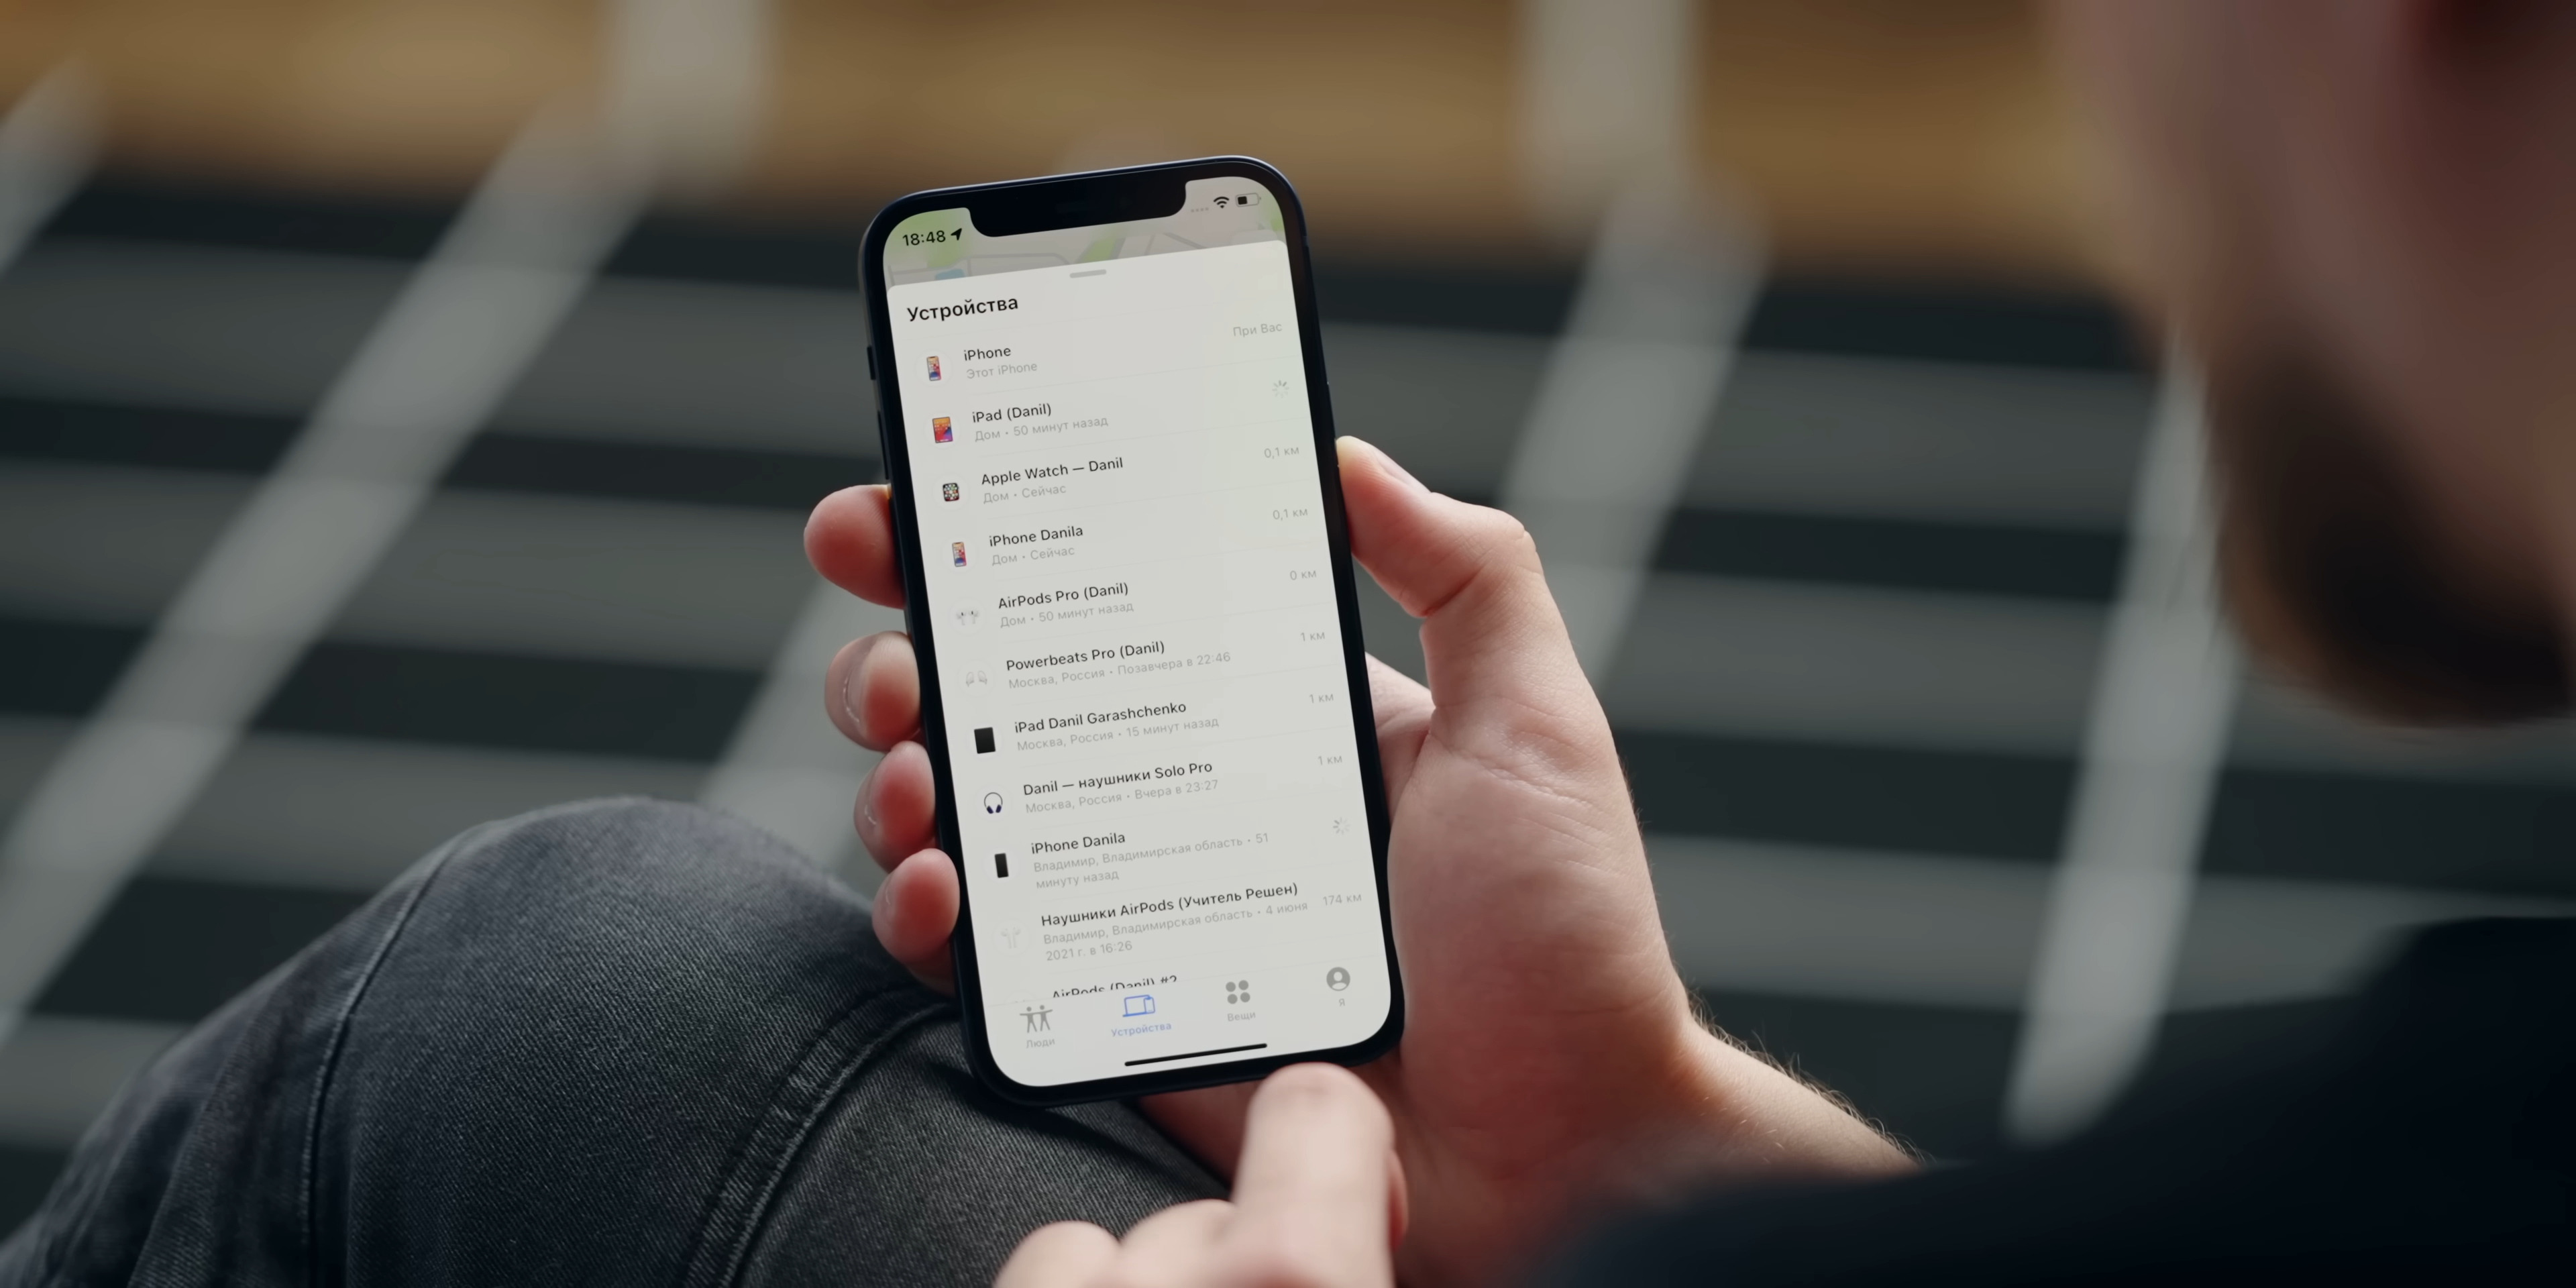 18:48
Устройства
iPhone
При Вас
Этот iPhone
iPad (Danil)
Дом • 50 минут назад
Apple Watch — Danil
0,1 км
Дом • Сейчас
iPhone Danila
0,1 км
Дом • Сейчас
AirPods Pro (Danil)
0 км
Дом • 50 минут назад
Powerbeats Pro (Danil)
1 км
Москва, Россия • Позавчера в 22:46
iPad Danil Garashchenko
1 км
Москва, Россия • 15 минут назад
Danil — наушники Solo Pro
1 км
Москва, Россия • Вчера в 23:27
iPhone Danila
Владимир, Владимирская область • 51
минуту назад
Наушники AirPods (Учитель Решен)
174 км
Владимир, Владимирская область • 4 июня
2021 г. в 16:26
AirPods (Danil) #2
Люди
Устройства
Вещи
Я